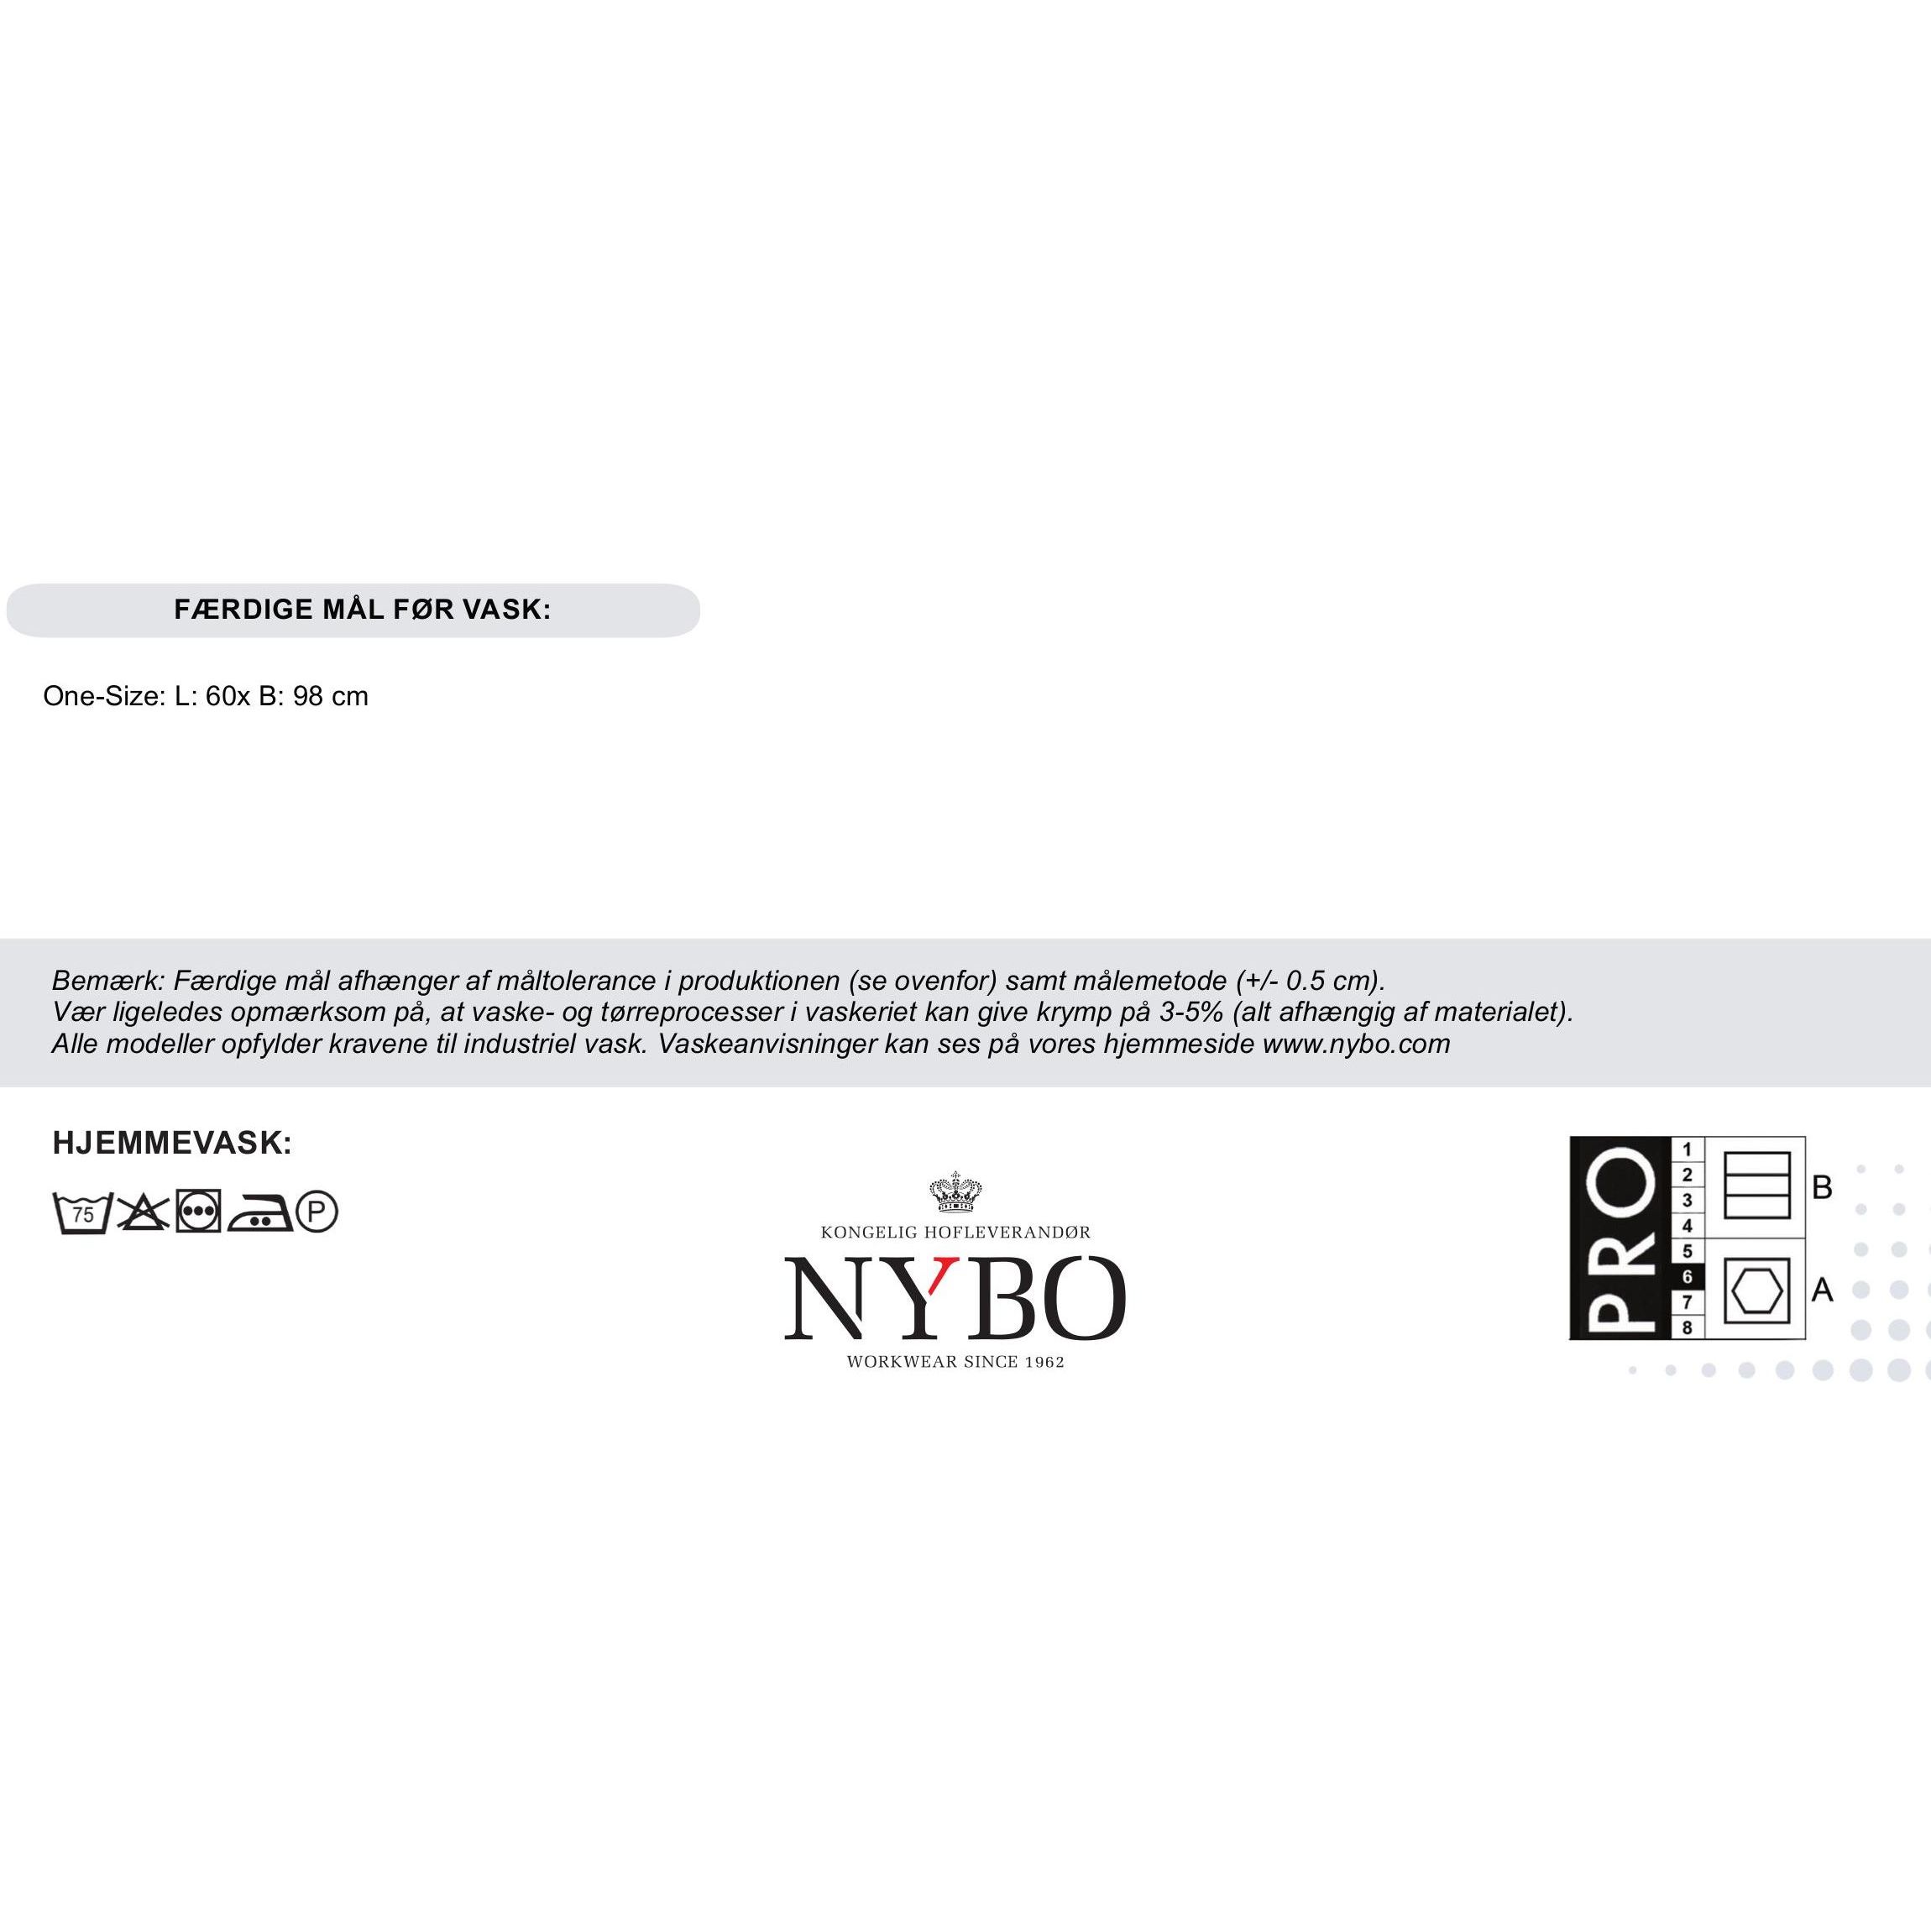 FÆRDIGE MÅL FØR VASK:
One-Size: L: 60x B: 98 cm
Bemærk: Færdige mål afhænger af måltolerance i produktionen (se ovenfor) samt målemetode (+/- 0.5 cm).
Vær ligeledes opmærksom på, at vaske- og tørreprocesser i vaskeriet kan give krymp på 3-5% (alt afhængig af materialet).
Alle modeller opfylder kravene til industriel vask. Vaskeanvisninger kan ses på vores hjemmeside www.nybo.com
HJEMMEVASK:
75
P
KONGELIG HOFLEVERANDØR
NYBO
WORKWEAR SINCE 1962
PRO
1
2
3
4
5
6
7
8
B
A